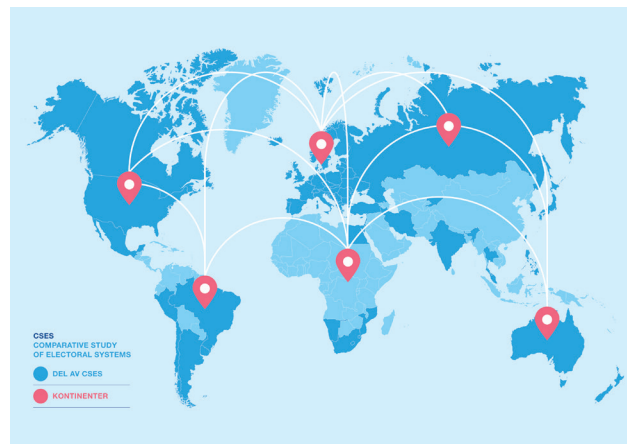 CSES
COMPARATIVE STUDY
OF ELECTORAL SYSTEMS
DEL AV CSES
KONTINENTER